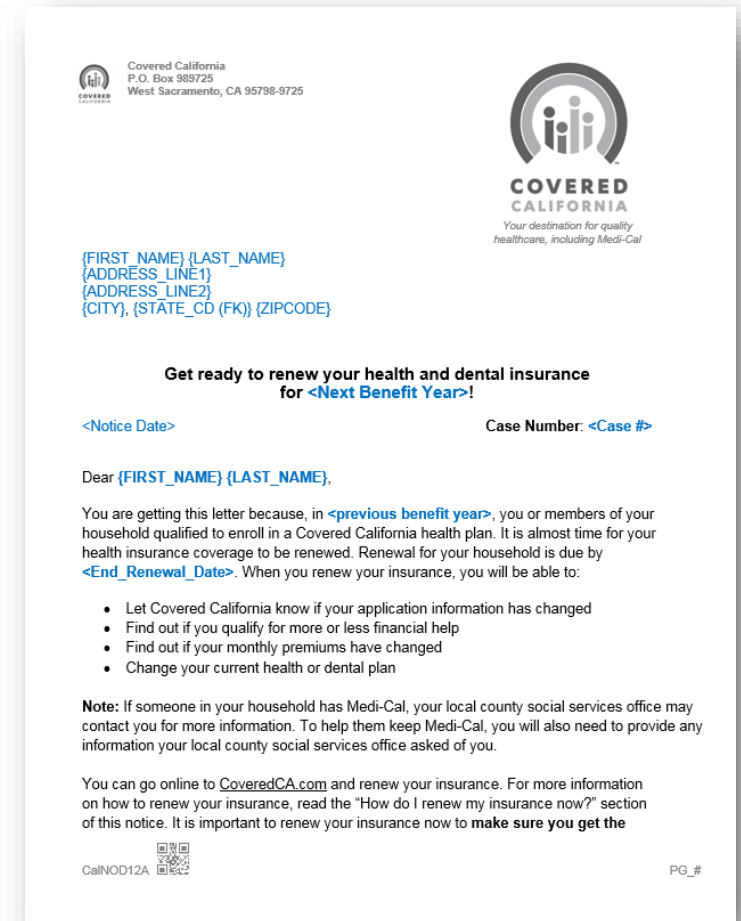 Covered California
P.O. Box 989725
West Sacramento, CA 95798-9725
COVERED
CALIFORNIA
COVERED
CALIFORNIA
Your destination for quality
healthcare, including Medi-Cal
{FIRST_NAME} {LAST_NAME}
{ADDRESS_LINE1}
{ADDRESS_LINE2}
{CITY}, {STATE_CD (FK)} {ZIPCODE}
Get ready to renew your health and dental insurance
for <Next Benefit Year>!
<Notice Date>
Case Number: <Case #>
Dear {FIRST_NAME} {LAST_NAME},
You are getting this letter because, in <previous benefit year>, you or members of your
household qualified to enroll in a Covered California health plan. It is almost time for your
health insurance coverage to be renewed. Renewal for your household is due by
<End_Renewal_Date>. When you renew your insurance, you will be able to:
• Let Covered California know if your application information has changed
• Find out if you qualify for more or less financial help
• Find out if your monthly premiums have changed
• Change your current health or dental plan
Note: If someone in your household has Medi-Cal, your local county social services office may
contact you for more information. To help them keep Medi-Cal, you will also need to provide any
information your local county social services office asked of you.
You can go online to CoveredCA.com and renew your insurance. For more information
on how to renew your insurance, read the “How do I renew my insurance now?” section
of this notice. It is important to renew your insurance now to make sure you get the
CalNOD12A
PG_#